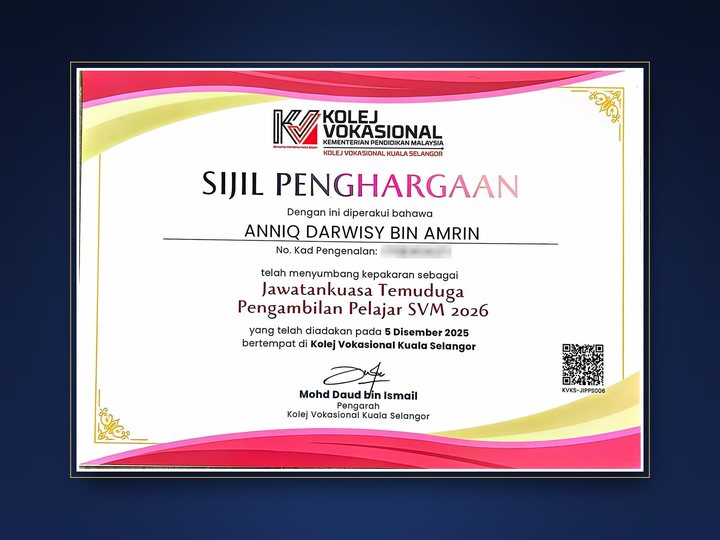 KOLEJ
VOKASIONAL
KEMENTERIAN PENDIDIKAN MALAYSIA
KOLEJ VOKASIONAL KUALA SELANGOR
SIJIL PENGHARGAAN
Dengan ini diperakui bahawa
ANNIQ DARWISY BIN AMRIN
No. Kad Pengenalan:
telah menyumbang kepakaran sebagai
Jawatankuasa Temuduga
Pengambilan Pelajar SVM 2026
yang telah diadakan pada 5 Disember 2025
bertempat di Kolej Vokasional Kuala Selangor
Mohd Daud bin Ismail
Pengarah
Kolej Vokasional Kuala Selangor
KVKS-JIPPS006